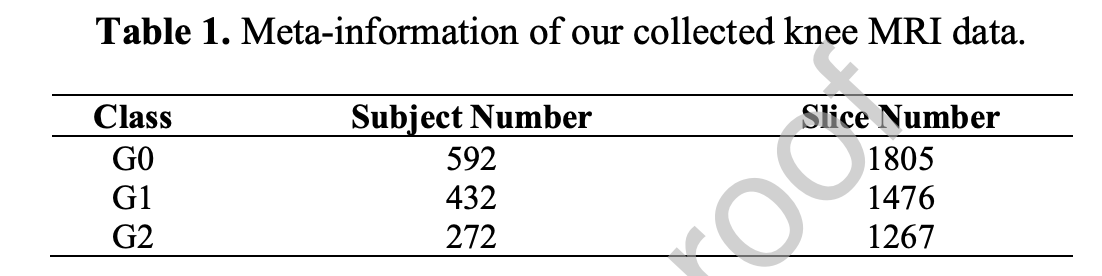 Table 1. Meta-information of our collected knee MRI data.
Class Subject Number Slice Number
G0 592 1805
G1 432 1476
G2 272 1267
roof